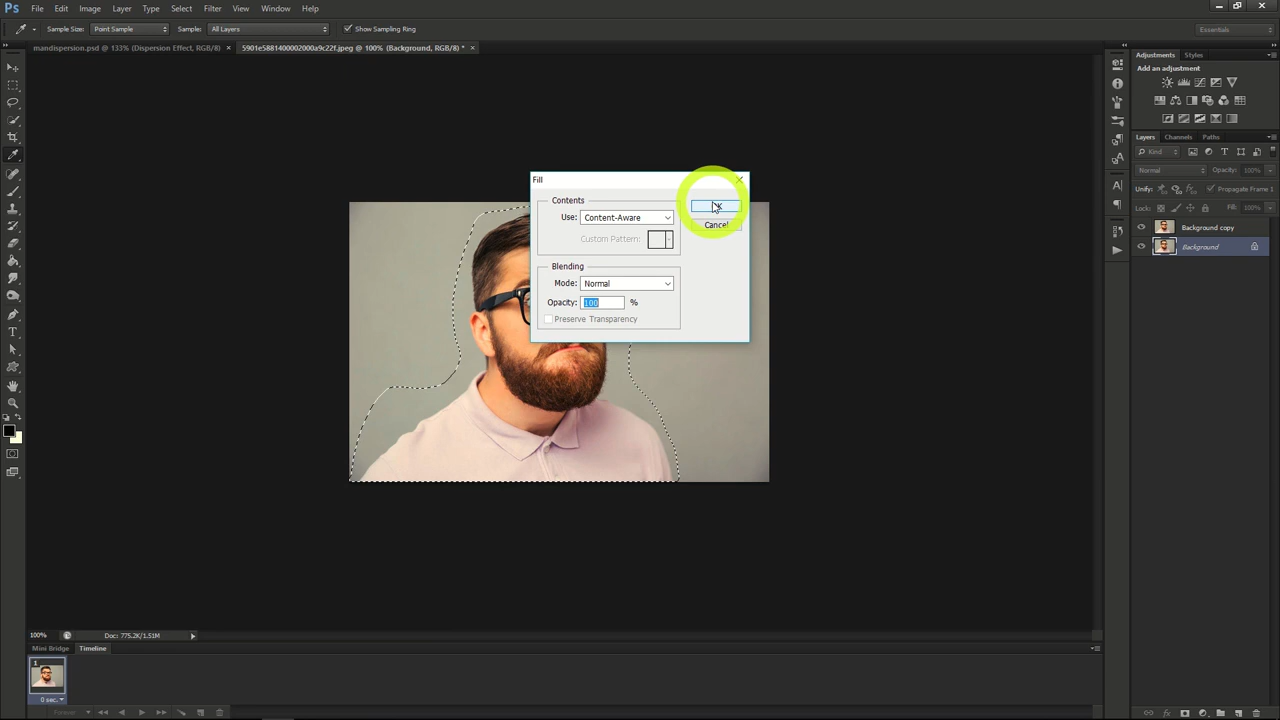 Ps File Edit Image Layer Type Select Filter View Window Help
Sample Size: Point Sample Sample: All Layers Show Sampling Ring Essentials
mandispersion.psd @ 133% (Dispersion Effect, RGB/8) × 5901e5881400002000a9c22f.jpeg @ 100% (Background, RGB/8) * ×
Adjustments Styles
Add an adjustment
Layers Channels Paths
Kind
Normal Opacity: 100%
Unify: Propagate Frame 1
Lock: Fill: 100%
Background copy
Background
Fill
Contents
Use: Content-Aware
Custom Pattern:
Blending
Mode: Normal
Opacity: 100 %
Preserve Transparency
OK
Cancel
100% Doc: 775.2K/1.51M
Mini Bridge Timeline
1
0 sec.
Forever